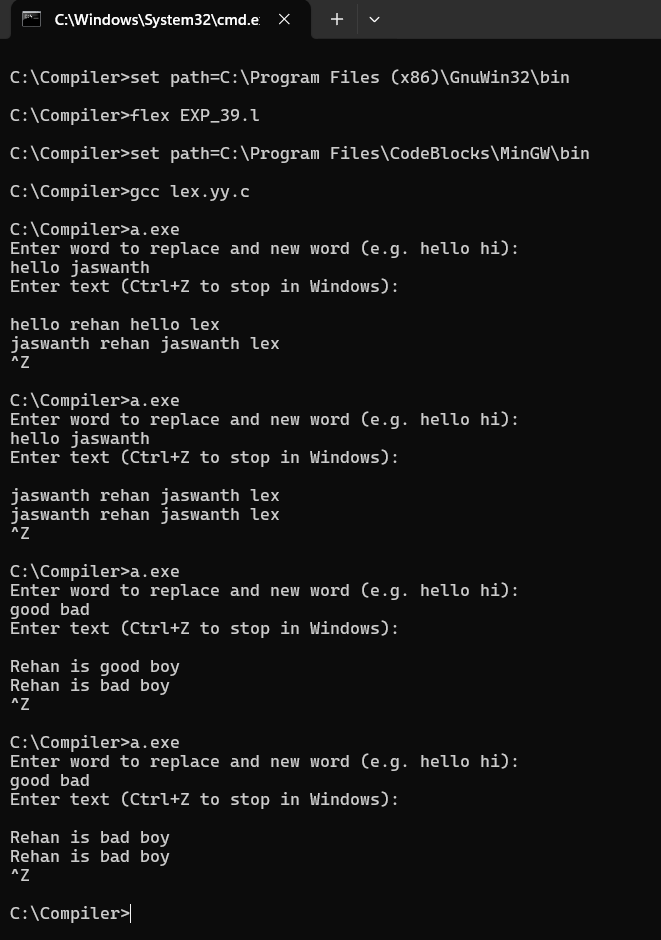 C:\Windows\System32\cmd.e
C:\Compiler>set path=C:\Program Files (x86)\GnuWin32\bin
C:\Compiler>flex EXP_39.l
C:\Compiler>set path=C:\Program Files\CodeBlocks\MinGW\bin
C:\Compiler>gcc lex.yy.c
C:\Compiler>a.exe
Enter word to replace and new word (e.g. hello hi):
hello jaswanth
Enter text (Ctrl+Z to stop in Windows):
hello rehan hello lex
jaswanth rehan jaswanth lex
^Z
C:\Compiler>a.exe
Enter word to replace and new word (e.g. hello hi):
hello jaswanth
Enter text (Ctrl+Z to stop in Windows):
jaswanth rehan jaswanth lex
jaswanth rehan jaswanth lex
^Z
C:\Compiler>a.exe
Enter word to replace and new word (e.g. hello hi):
good bad
Enter text (Ctrl+Z to stop in Windows):
Rehan is good boy
Rehan is bad boy
^Z
C:\Compiler>a.exe
Enter word to replace and new word (e.g. hello hi):
good bad
Enter text (Ctrl+Z to stop in Windows):
Rehan is bad boy
Rehan is bad boy
^Z
C:\Compiler>